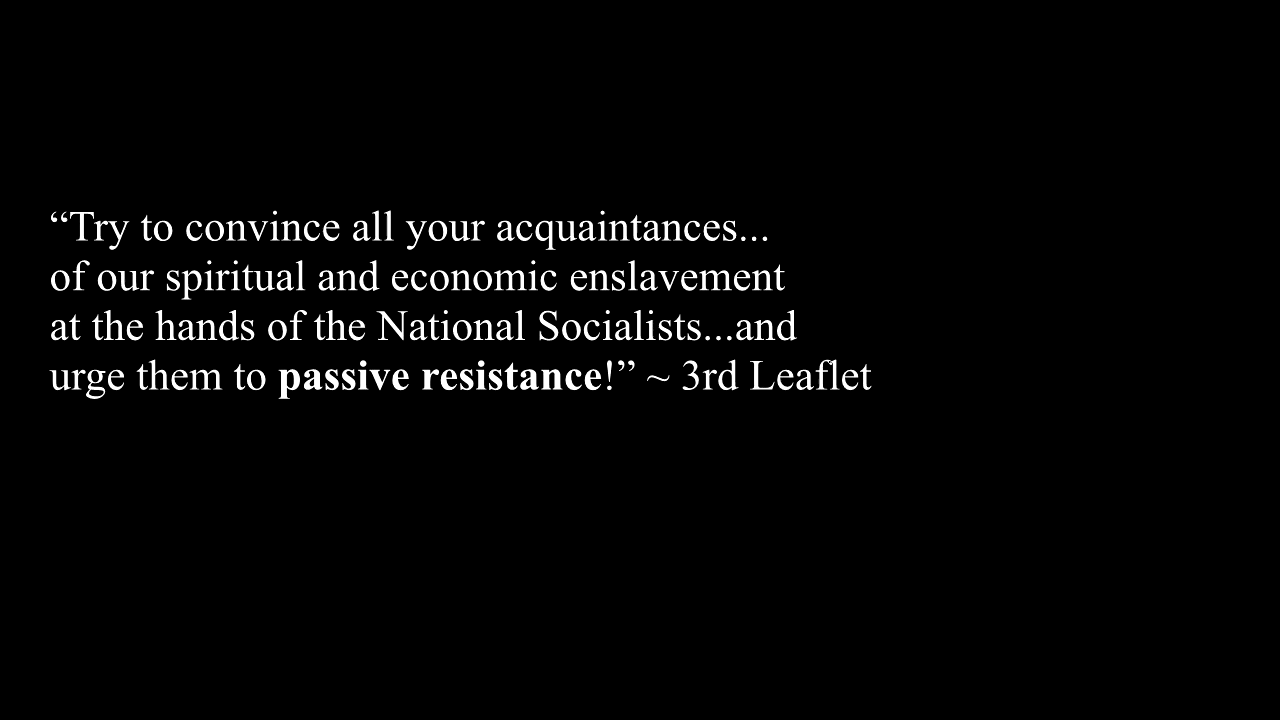 “Try to convince all your acquaintances...
of our spiritual and economic enslavement
at the hands of the National Socialists...and
urge them to passive resistance!” ~ 3rd Leaflet